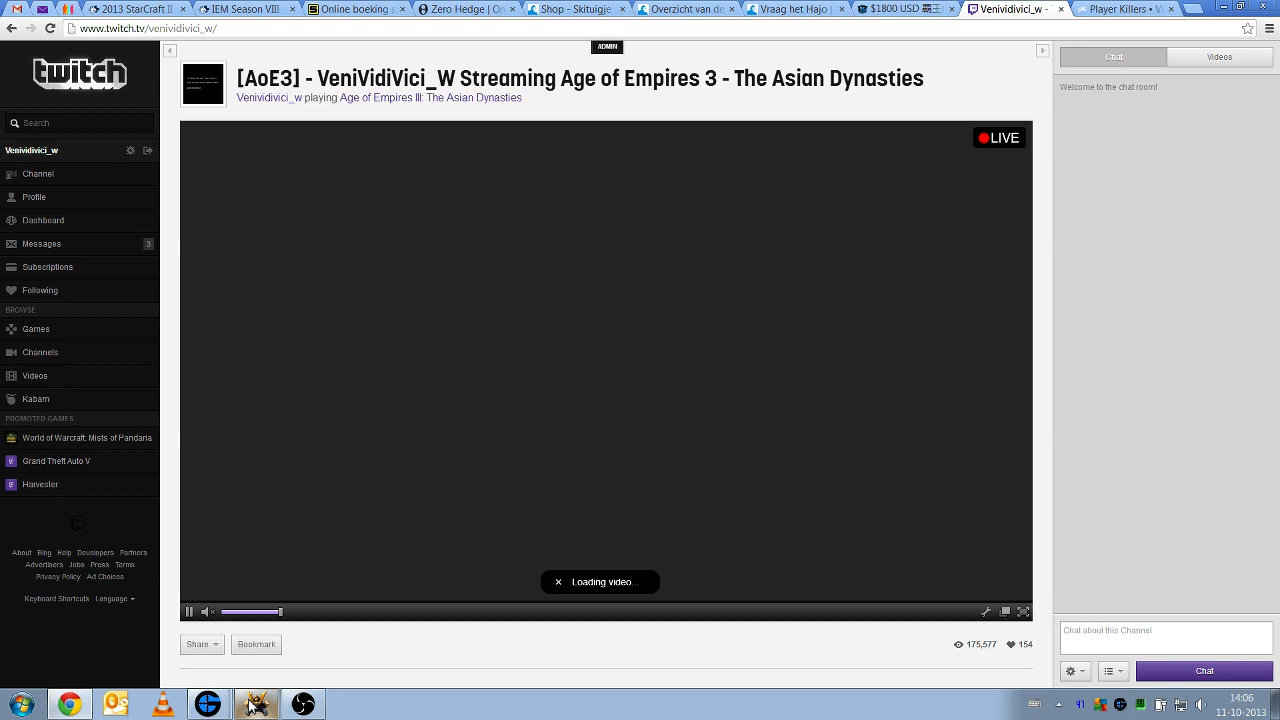 2013 StarCraft II
IEM Season VIII
Online boeking s
Zero Hedge | On
Shop - Skituigje
Overzicht van de
Vraag het Hajo |
$1800 USD
Venividivici_w -
Player Killers • V
www.twitch.tv/venividivici_w/
twitch
Search
Venividivici_w
Channel
Profile
Dashboard
Messages 3
Subscriptions
Following
BROWSE
Games
Channels
Videos
Kabam
PROMOTED GAMES
World of Warcraft: Mists of Pandaria
Grand Theft Auto V
Harvester
About Blog Help Developers Partners
Advertisers Jobs Press Terms
Privacy Policy Ad Choices
Keyboard Shortcuts Language
ADMIN
[AoE3] - VeniVidiVici_W Streaming Age of Empires 3 - The Asian Dynasties
Venividivici_w playing Age of Empires III: The Asian Dynasties
LIVE
Loading video...
Share
Bookmark
175,577
154
Chat
Videos
Welcome to the chat room!
Chat about this Channel
Chat
14:06
11-10-2013